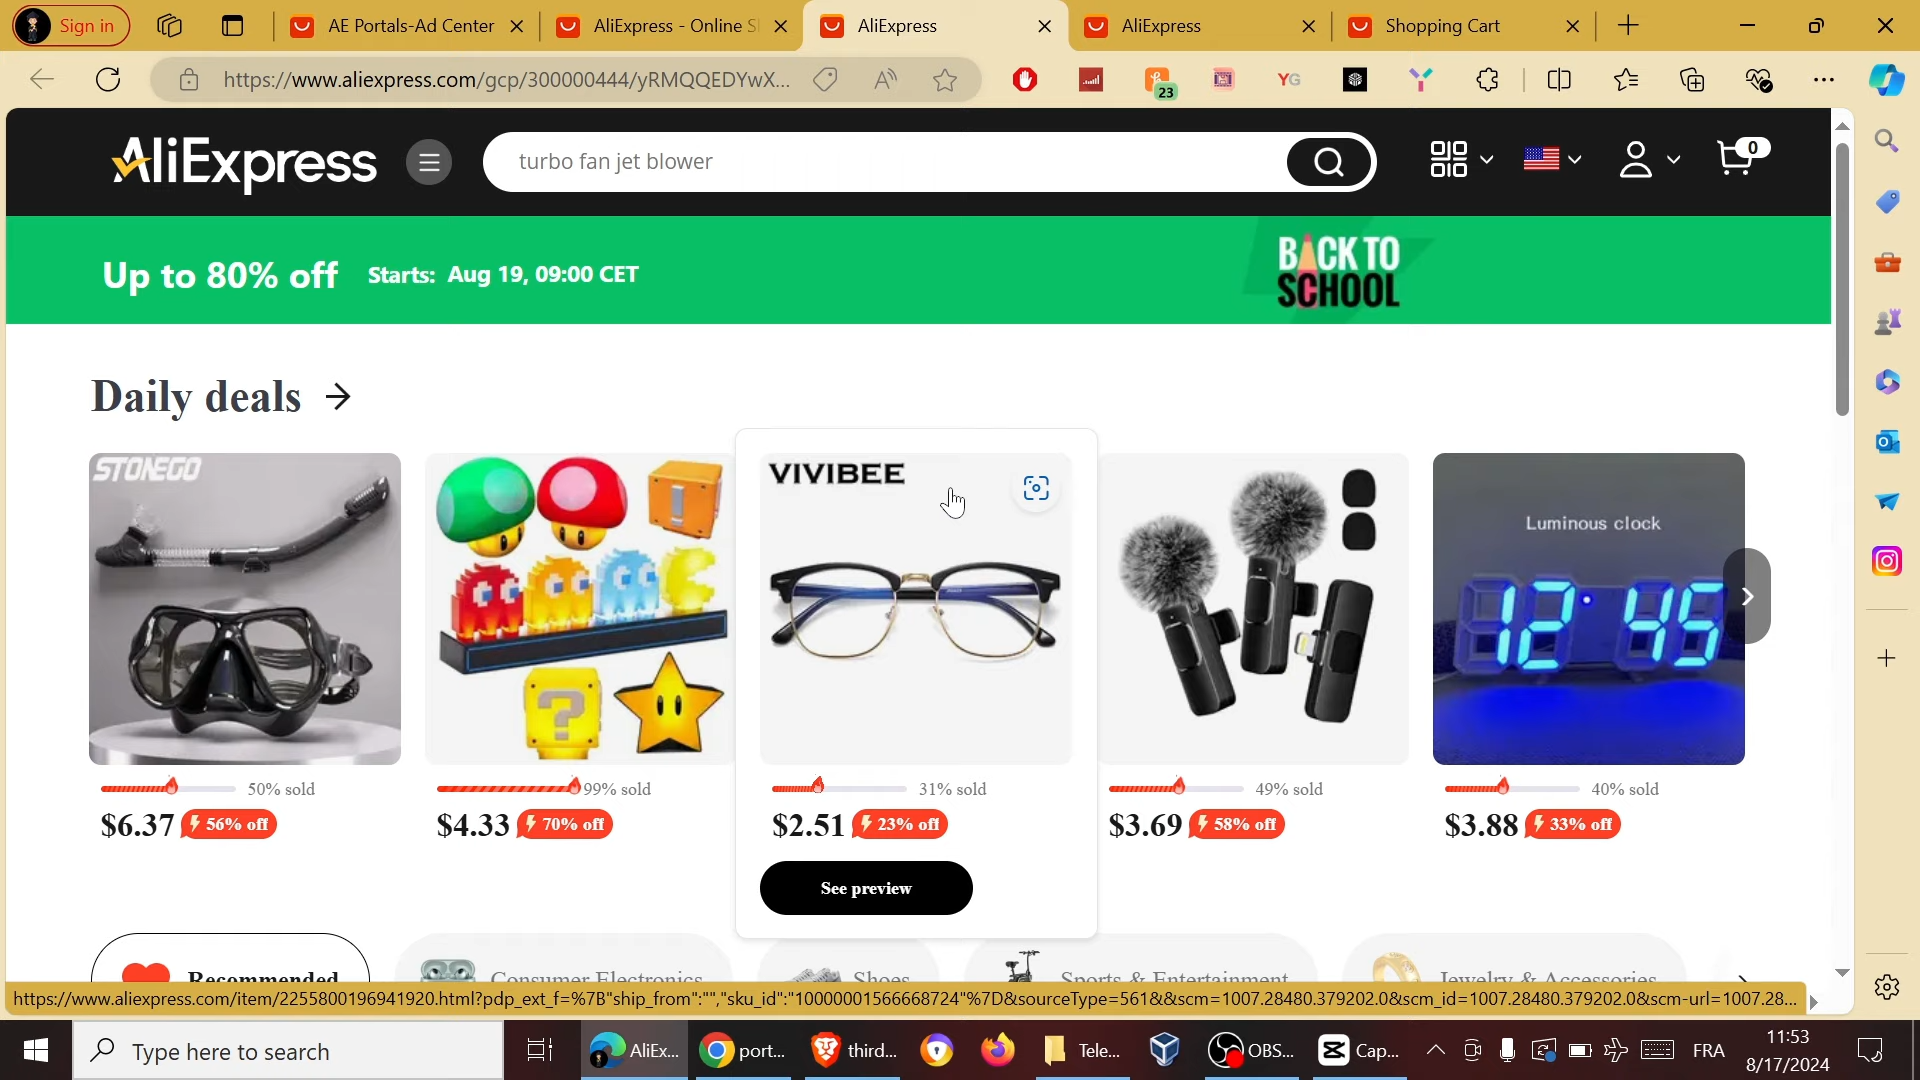 Sign in
AE Portals-Ad Center
AliExpress - Online S
AliExpress
AliExpress
Shopping Cart
https://www.aliexpress.com/gcp/300000444/yRMQQEDYwX...
23
YG
AliExpress
turbo fan jet blower
0
Up to 80% off
Starts: Aug 19, 09:00 CET
BACK TO
SCHOOL
Daily deals
STONEGO
VIVIBEE
Luminous clock
12 45
50% sold
99% sold
31% sold
49% sold
40% sold
$6.37
56% off
$4.33
70% off
$2.51
23% off
$3.69
58% off
$3.88
33% off
See preview
Recommended
Consumer Electronics
Shoes
Sports & Entertainment
Jewelry & Accessories
https://www.aliexpress.com/item/2255800196941920.html?pdp_ext_f=%7B"ship_from":"","sku_id":"10000001566668724"%7D&sourceType=561&&scm=1007.28480.379202.0&scm_id=1007.28480.379202.0&scm-url=1007.28...
Type here to search
AliEx...
port...
third...
Tele...
OBS...
Cap...
FRA
11:53
8/17/2024